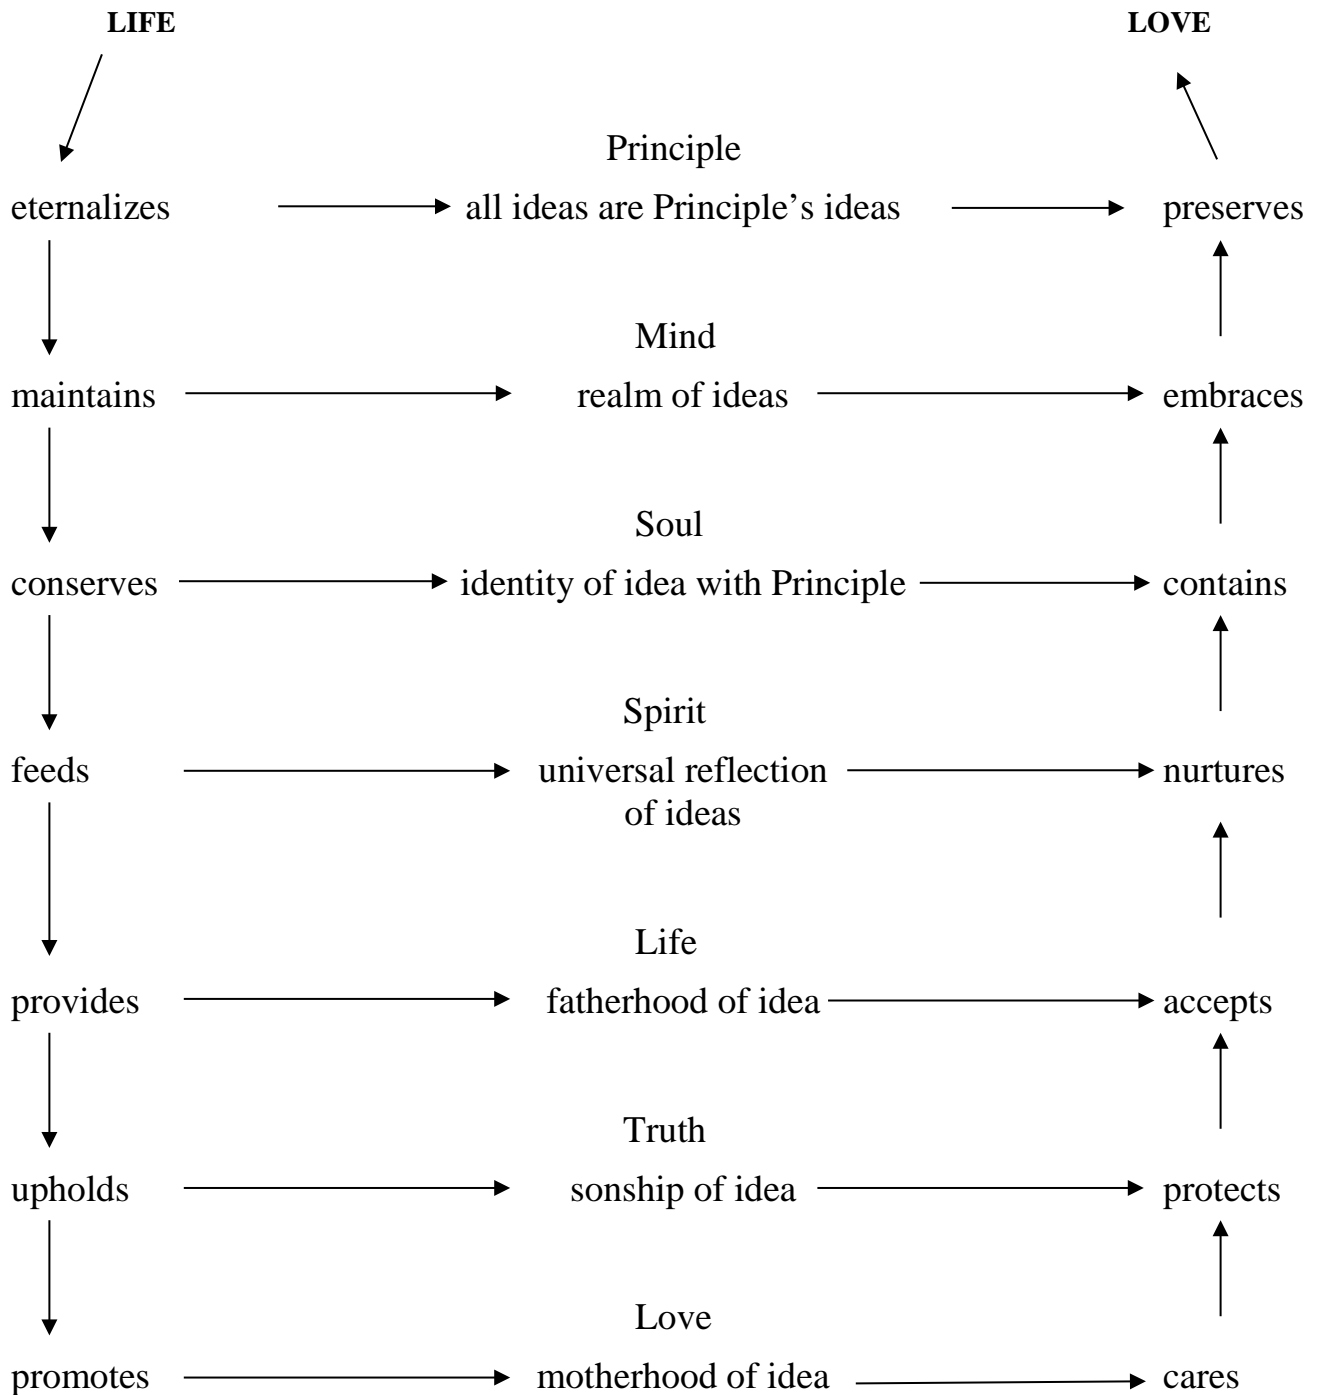 LIFE LOVE
Principle
eternalizes all ideas are Principle’s ideas preserves
Mind
maintains realm of ideas embraces
Soul
conserves identity of idea with Principle contains
Spirit
feeds universal reflection nurtures
of ideas
Life
provides fatherhood of idea accepts
Truth
upholds sonship of idea protects
Love
promotes motherhood of idea cares